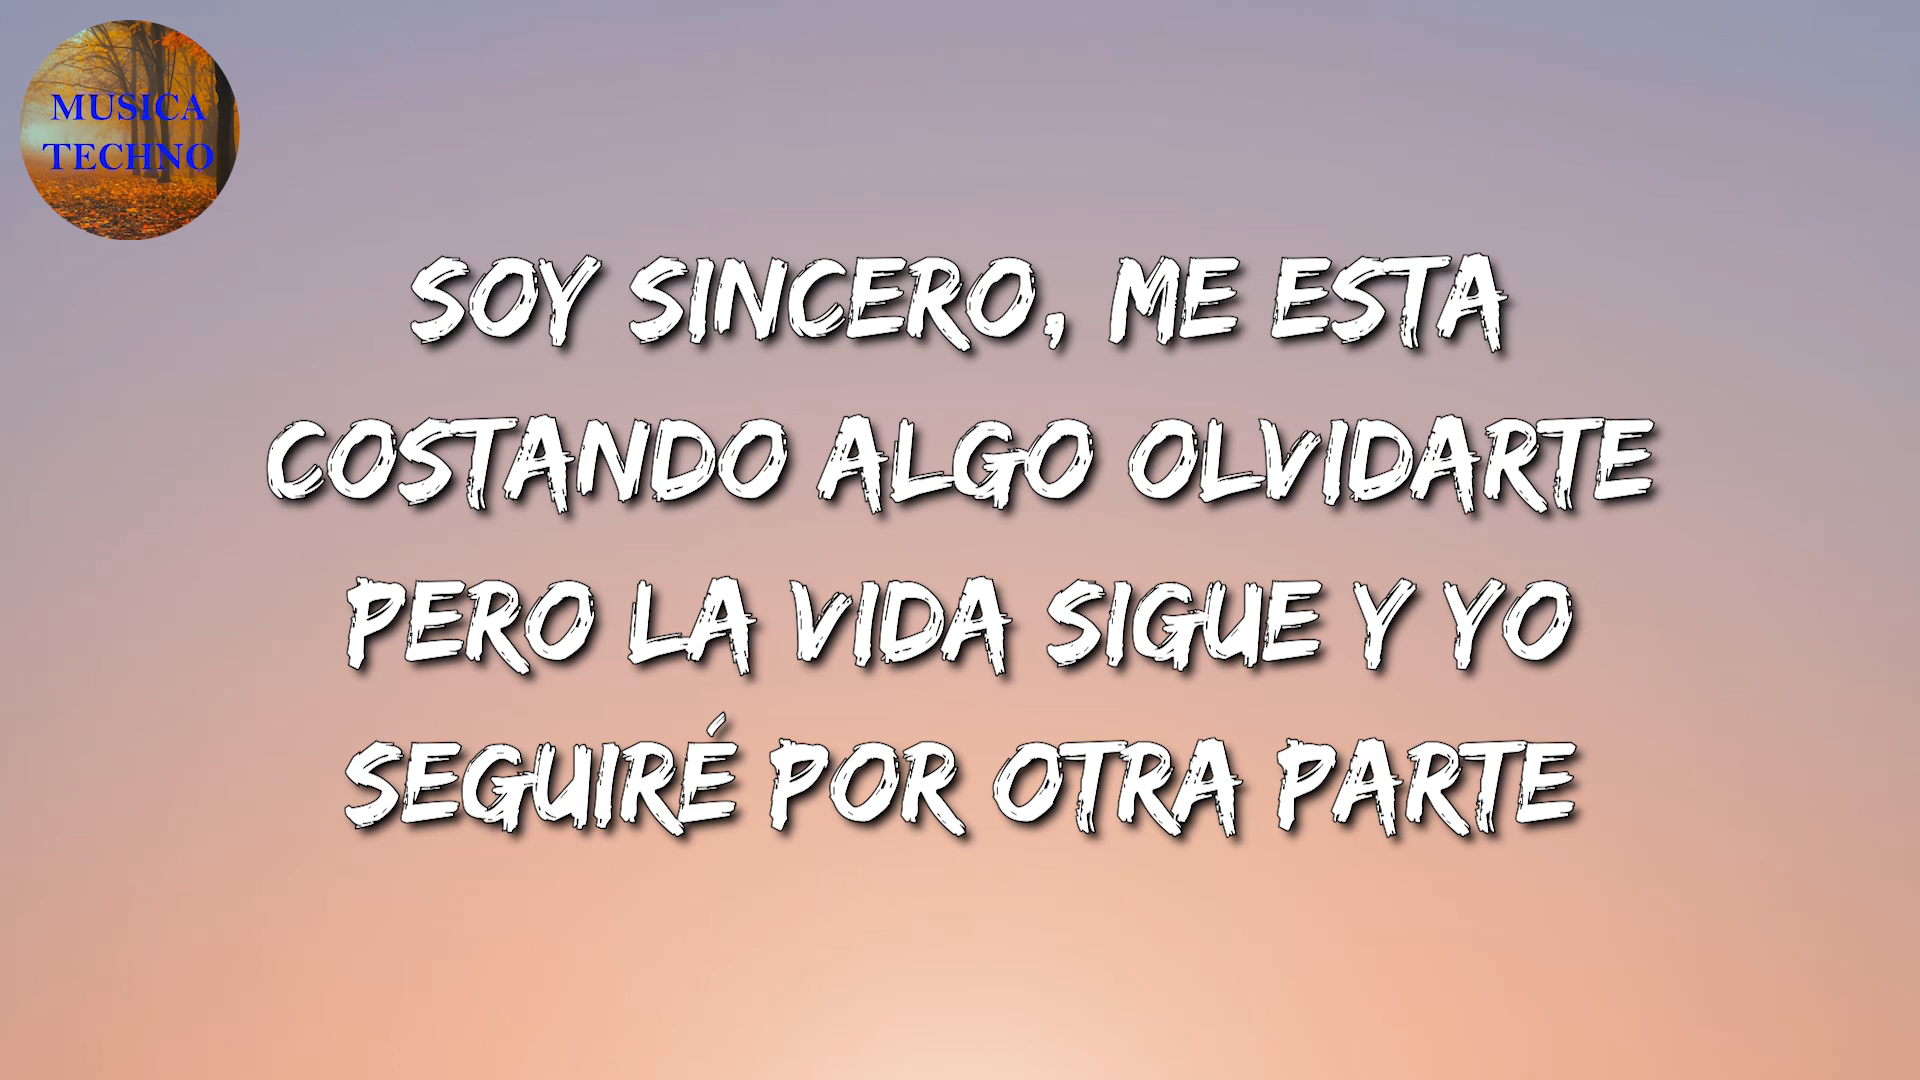 MUSICA
TECHNO
SOY SINCERO, ME ESTA
COSTANDO ALGO OLVIDARTE
PERO LA VIDA SIGUE Y YO
SEGUIRÉ POR OTRA PARTE